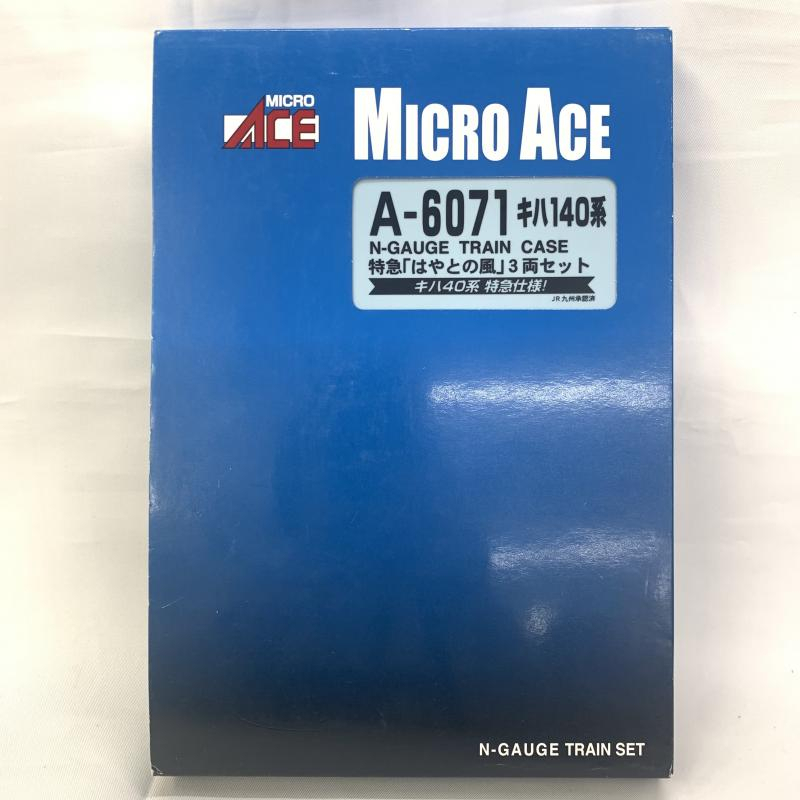 MICRO
ACE
MICRO ACE
A-6071 キハ140系
N-GAUGE TRAIN CASE
特急「はやとの風」3両セット
キハ40系 特急仕様!
JR九州承認済
N-GAUGE TRAIN SET